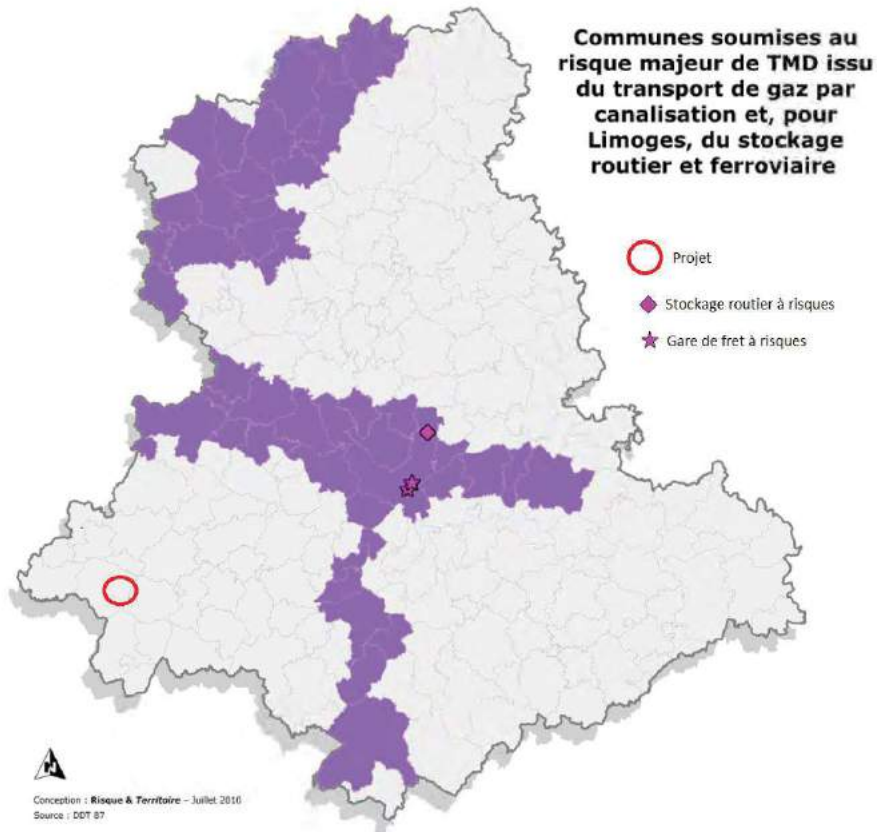 Communes soumises au
risque majeur de TMD issu
du transport de gaz par
canalisation et, pour
Limoges, du stockage
routier et ferroviaire
Projet
Stockage routier à risques
Gare de fret à risques
Conception : Risque & Territoire – Juillet 2016
Source : DDT 87